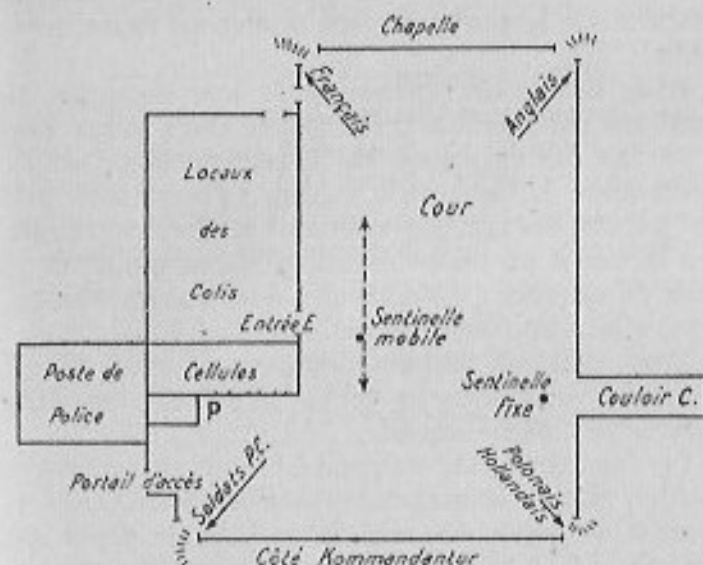 Chapelle
Français
Anglais
Locaux
des
Colis
Cour
Entrée E
Sentinelle
mobile
Poste de
Police
Cellules
P
Sentinelle
fixe
Couloir C.
Portail d'accès
Soldats P.C.
Polonais
Hollandais
Côté Kommandantur